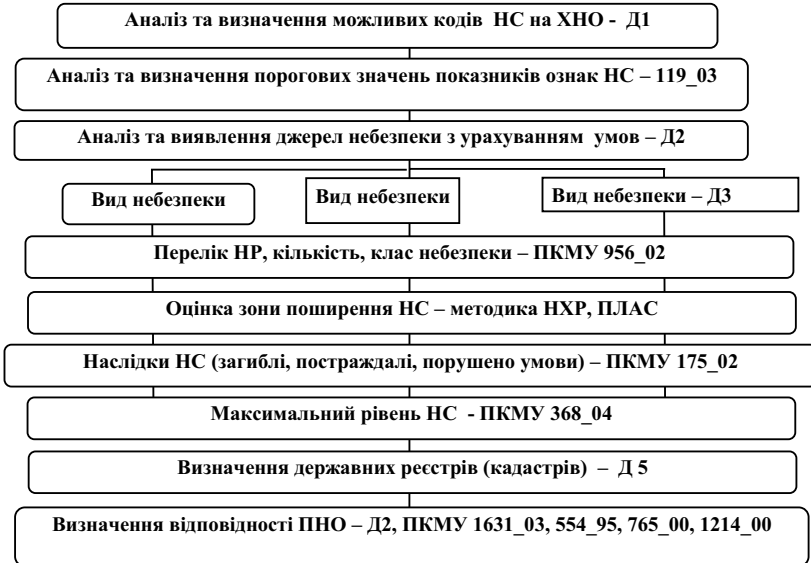 Аналіз та визначення можливих кодів НС на ХНО - Д1
Аналіз та визначення порогових значень показників ознак НС – 119_03
Аналіз та виявлення джерел небезпеки з урахуванням умов – Д2
Вид небезпеки
Вид небезпеки
Вид небезпеки – Д3
Перелік НР, кількість, клас небезпеки – ПКМУ 956_02
Оцінка зони поширення НС – методика НХР, ПЛАС
Наслідки НС (загиблі, постраждалі, порушено умови) – ПКМУ 175_02
Максимальний рівень НС - ПКМУ 368_04
Визначення державних реєстрів (кадастрів) – Д 5
Визначення відповідності ПНО – Д2, ПКМУ 1631_03, 554_95, 765_00, 1214_00